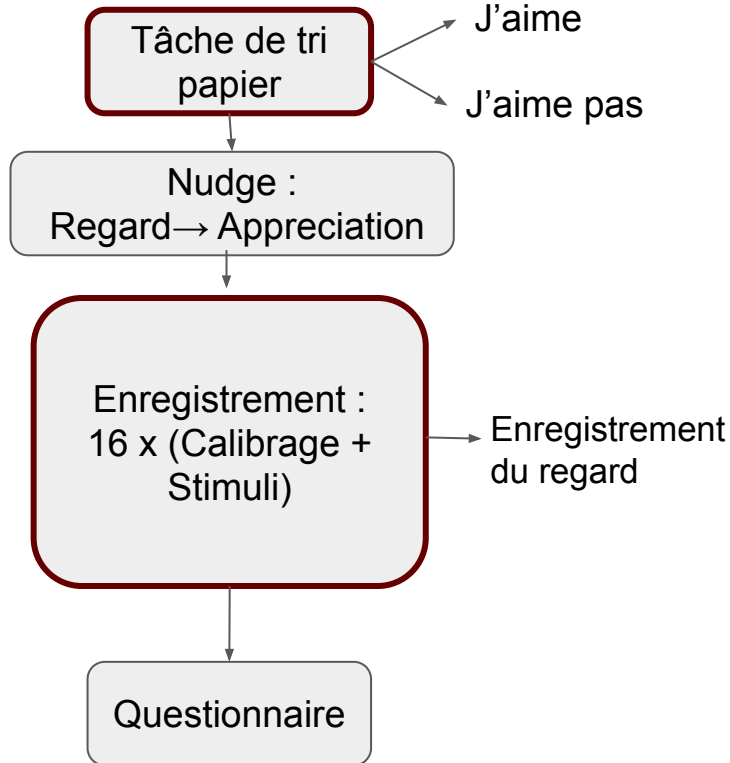 Tâche de tri
papier
J'aime
J'aime pas
Nudge :
Regard→ Appreciation
Enregistrement :
16 x (Calibrage +
Stimuli)
Enregistrement
du regard
Questionnaire